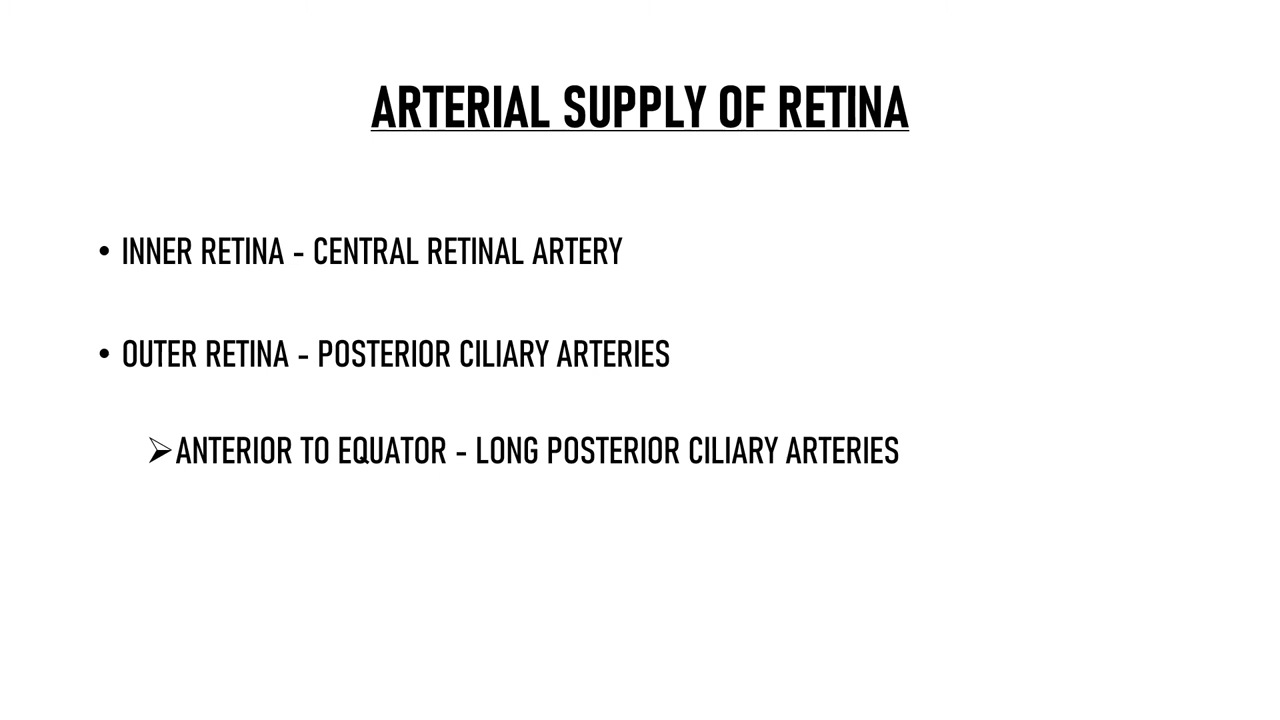 ARTERIAL SUPPLY OF RETINA
• INNER RETINA - CENTRAL RETINAL ARTERY
• OUTER RETINA - POSTERIOR CILIARY ARTERIES
➢ANTERIOR TO EQUATOR - LONG POSTERIOR CILIARY ARTERIES